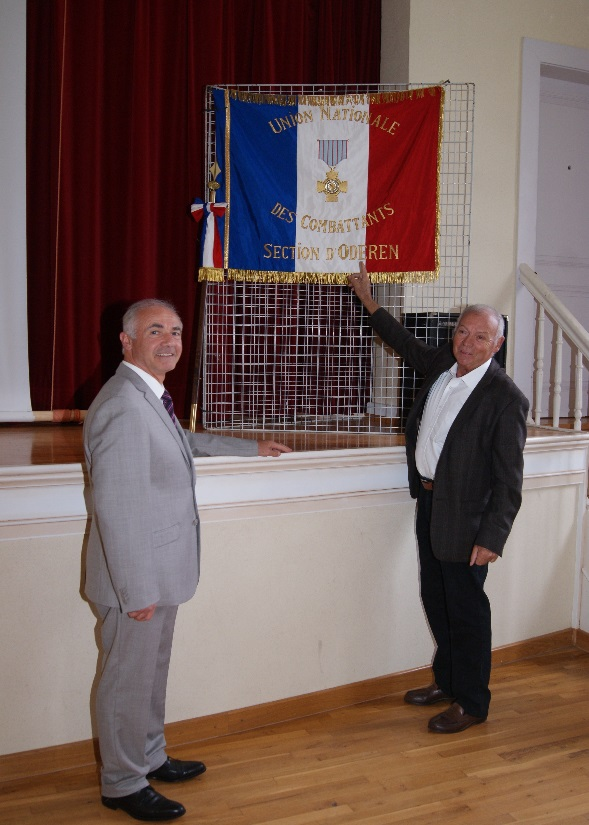 UNION NATIONALE
DES COMBATTANTS
SECTION D'ODEREN